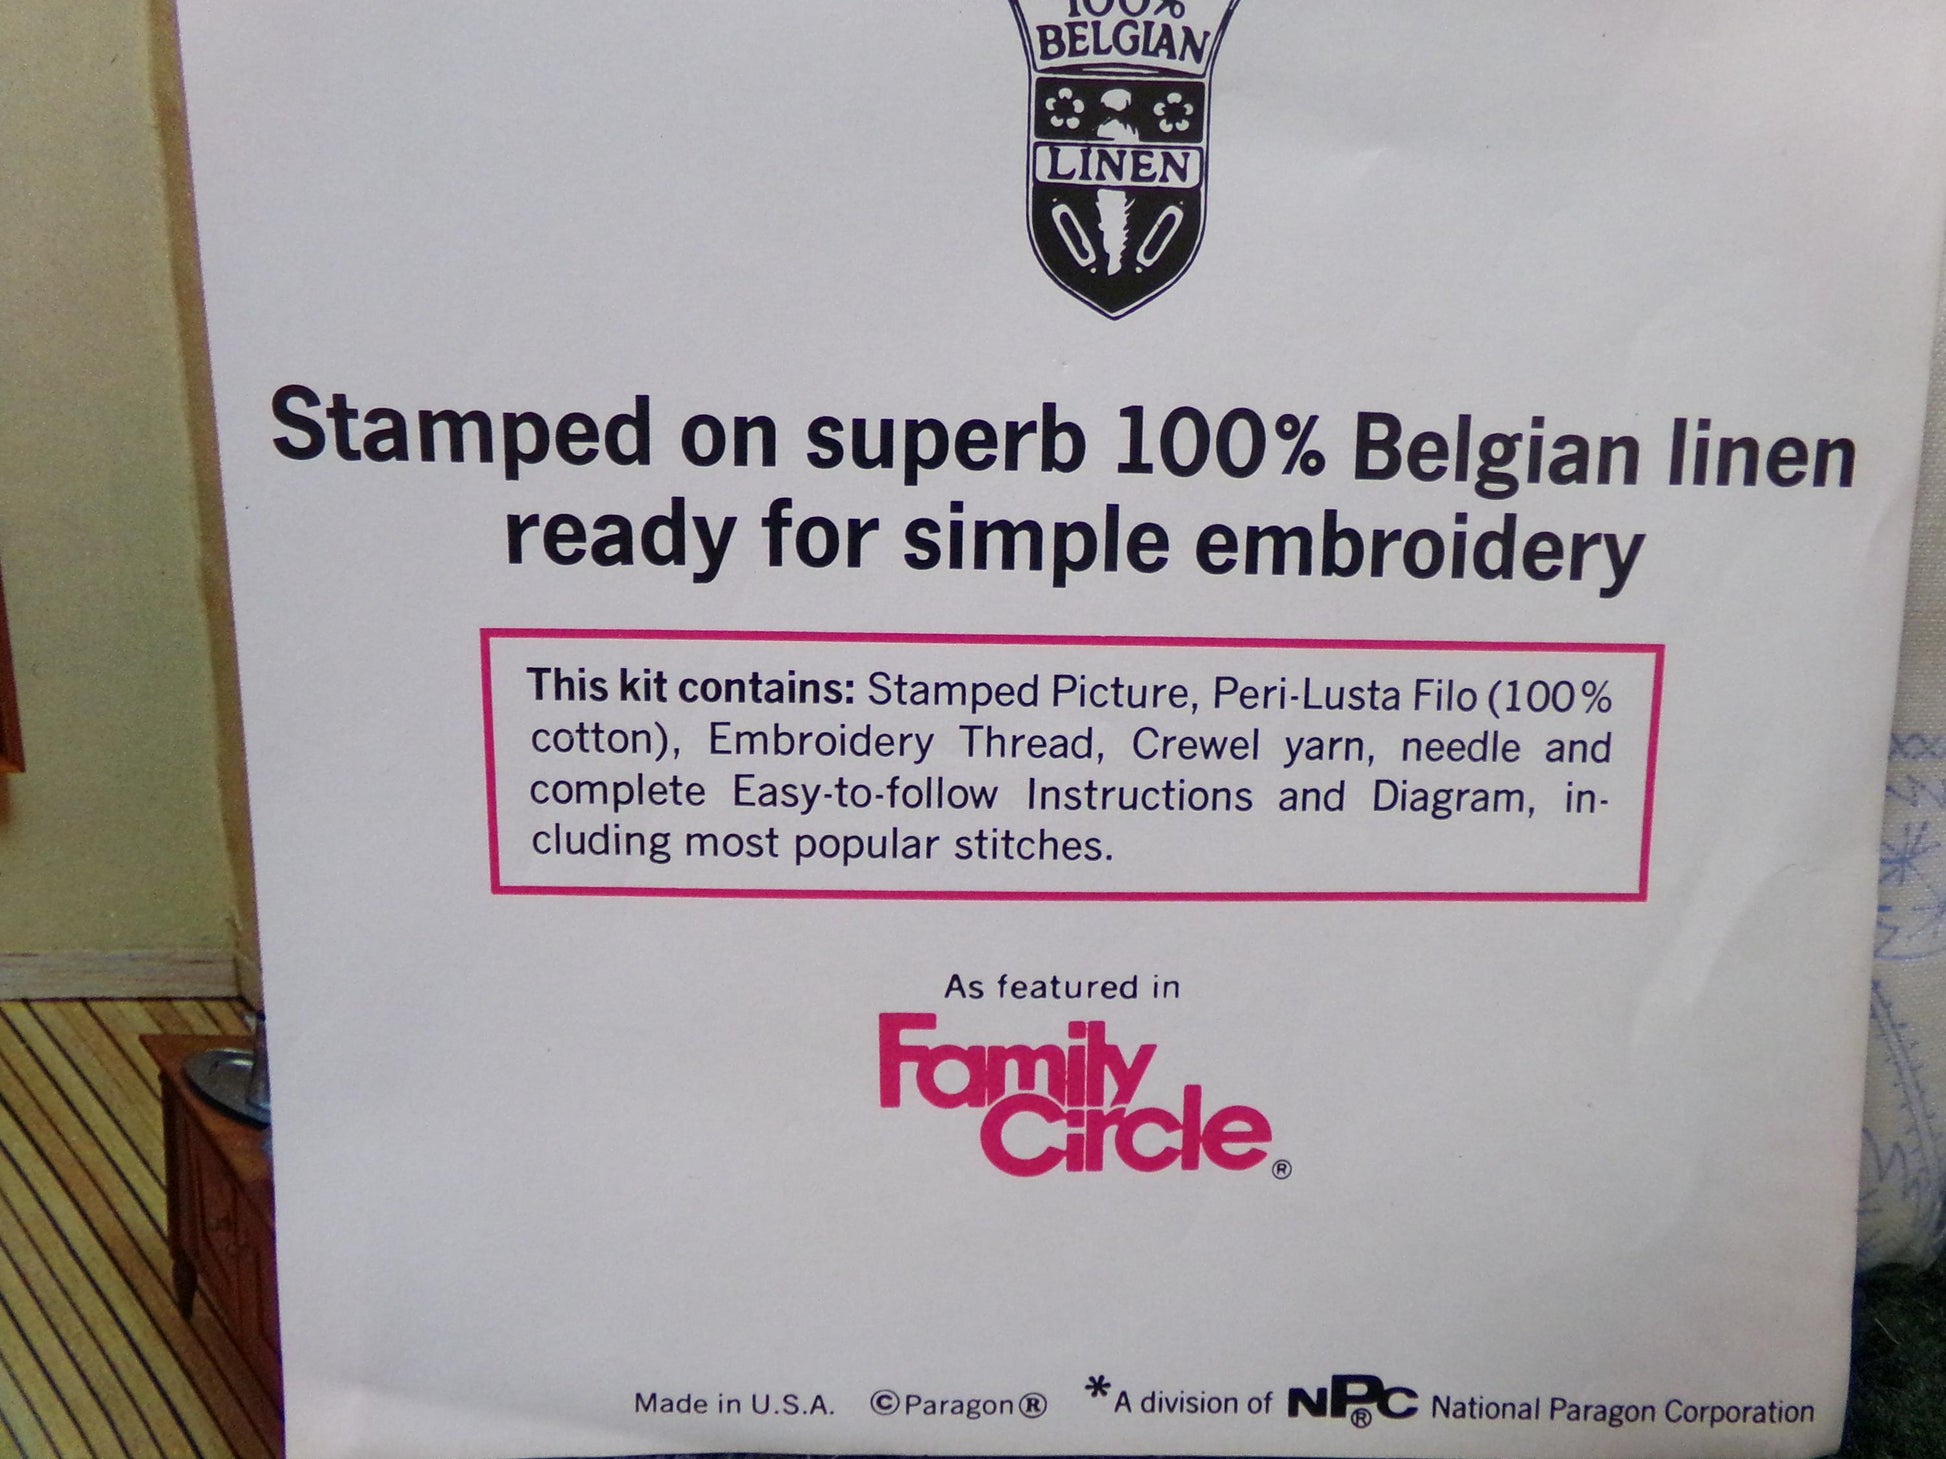 100%
BELGIAN
LINEN
Stamped on superb 100% Belgian linen
ready for simple embroidery
This kit contains: Stamped Picture, Peri-Lusta Filo (100%
cotton), Embroidery Thread, Crewel yarn, needle and
complete Easy-to-follow Instructions and Diagram, in-
cluding most popular stitches.
As featured in
Family
Circle®
Made in U.S.A. ©Paragon® *A division of NPC® National Paragon Corporation